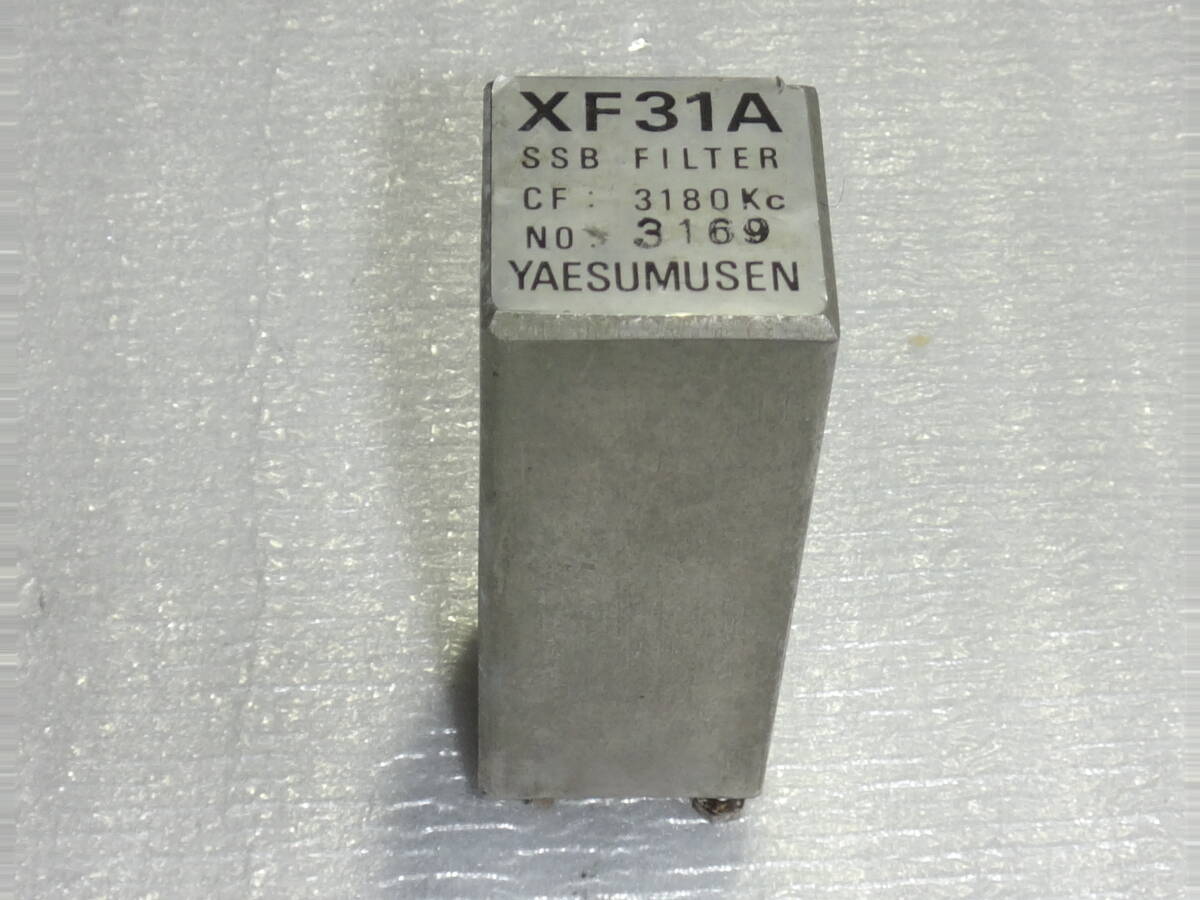 XF31A
SSB FILTER
CF: 3180Kc
NO. 3169
YAESUMUSEN